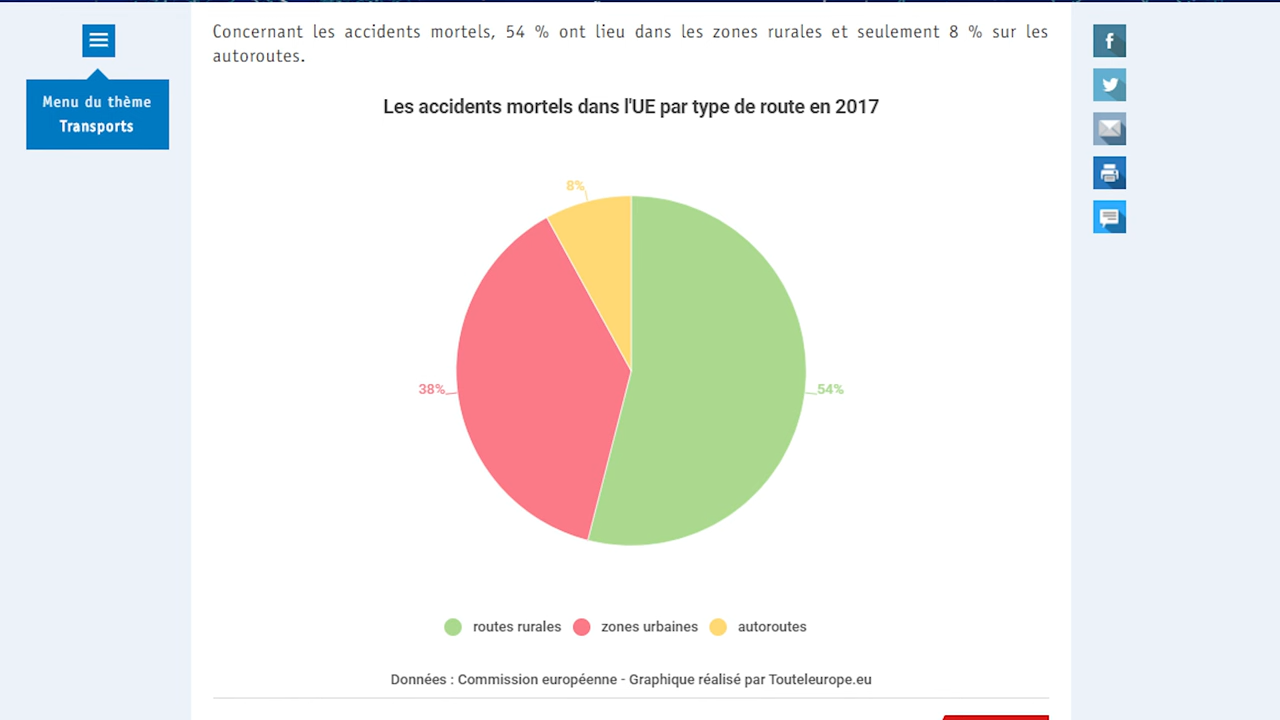 Concernant les accidents mortels, 54 % ont lieu dans les zones rurales et seulement 8 % sur les
autoroutes.
Menu du thème
Transports
Les accidents mortels dans l'UE par type de route en 2017
8%
38%
54%
routes rurales zones urbaines autoroutes
Données : Commission européenne - Graphique réalisé par Touteleurope.eu